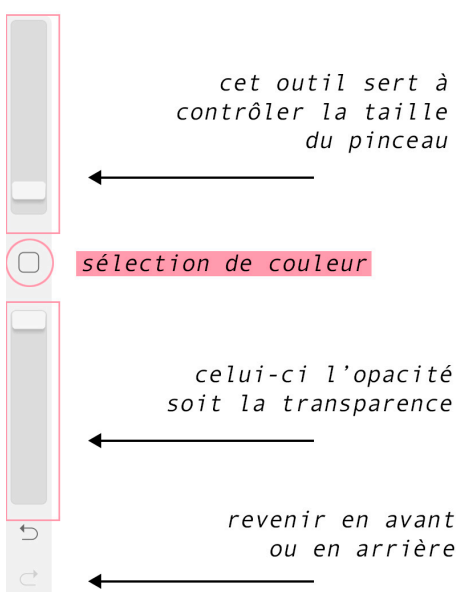 cet outil sert à
contrôler la taille
du pinceau
sélection de couleur
celui-ci l'opacité
soit la transparence
revenir en avant
ou en arrière